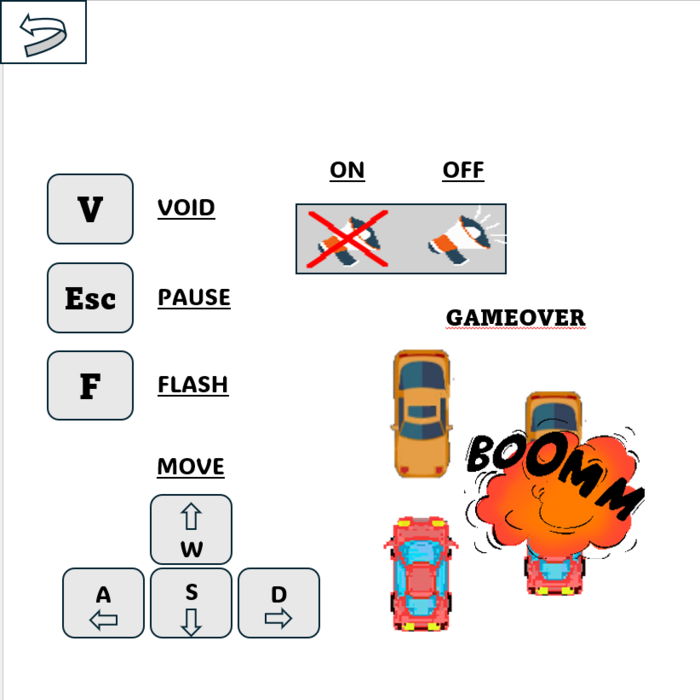 ON OFF
V VOID
Esc PAUSE
GAMEOVER
F FLASH
BOOMM
MOVE
W
A S D